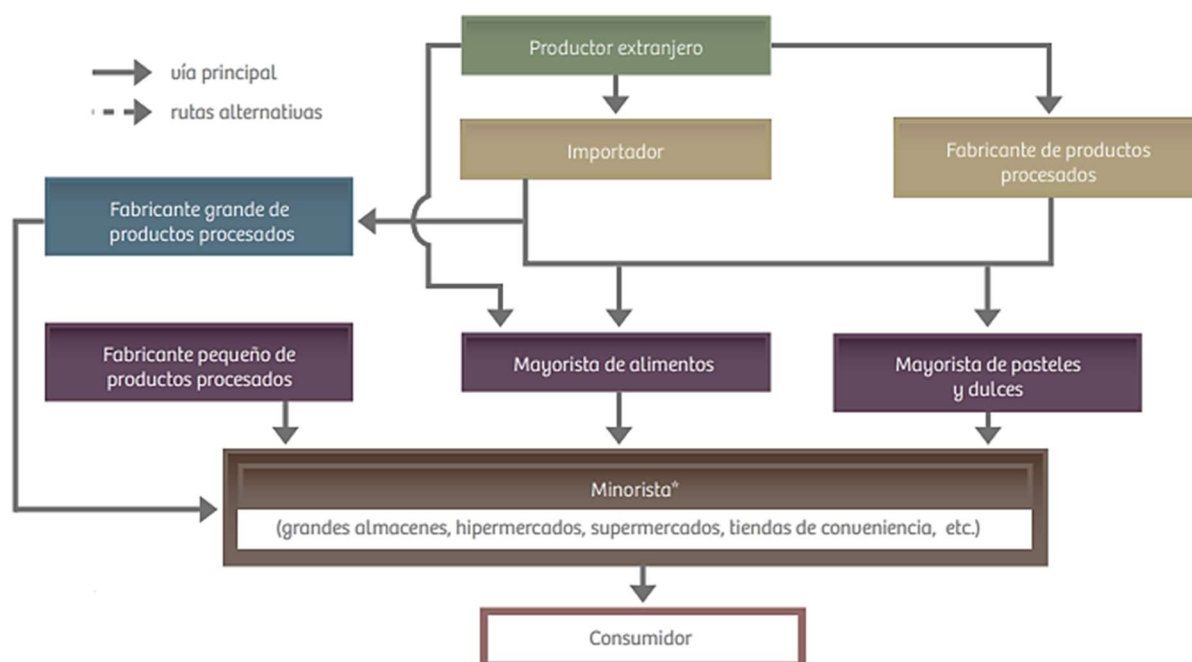 Productor extranjero
vía principal
rutas alternativas
Importador
Fabricante de productos
procesados
Fabricante grande de
productos procesados
Fabricante pequeño de
productos procesados
Mayorista de alimentos
Mayorista de pasteles
y dulces
Minorista*
(grandes almacenes, hipermercados, supermercados, tiendas de conveniencia, etc.)
Consumidor